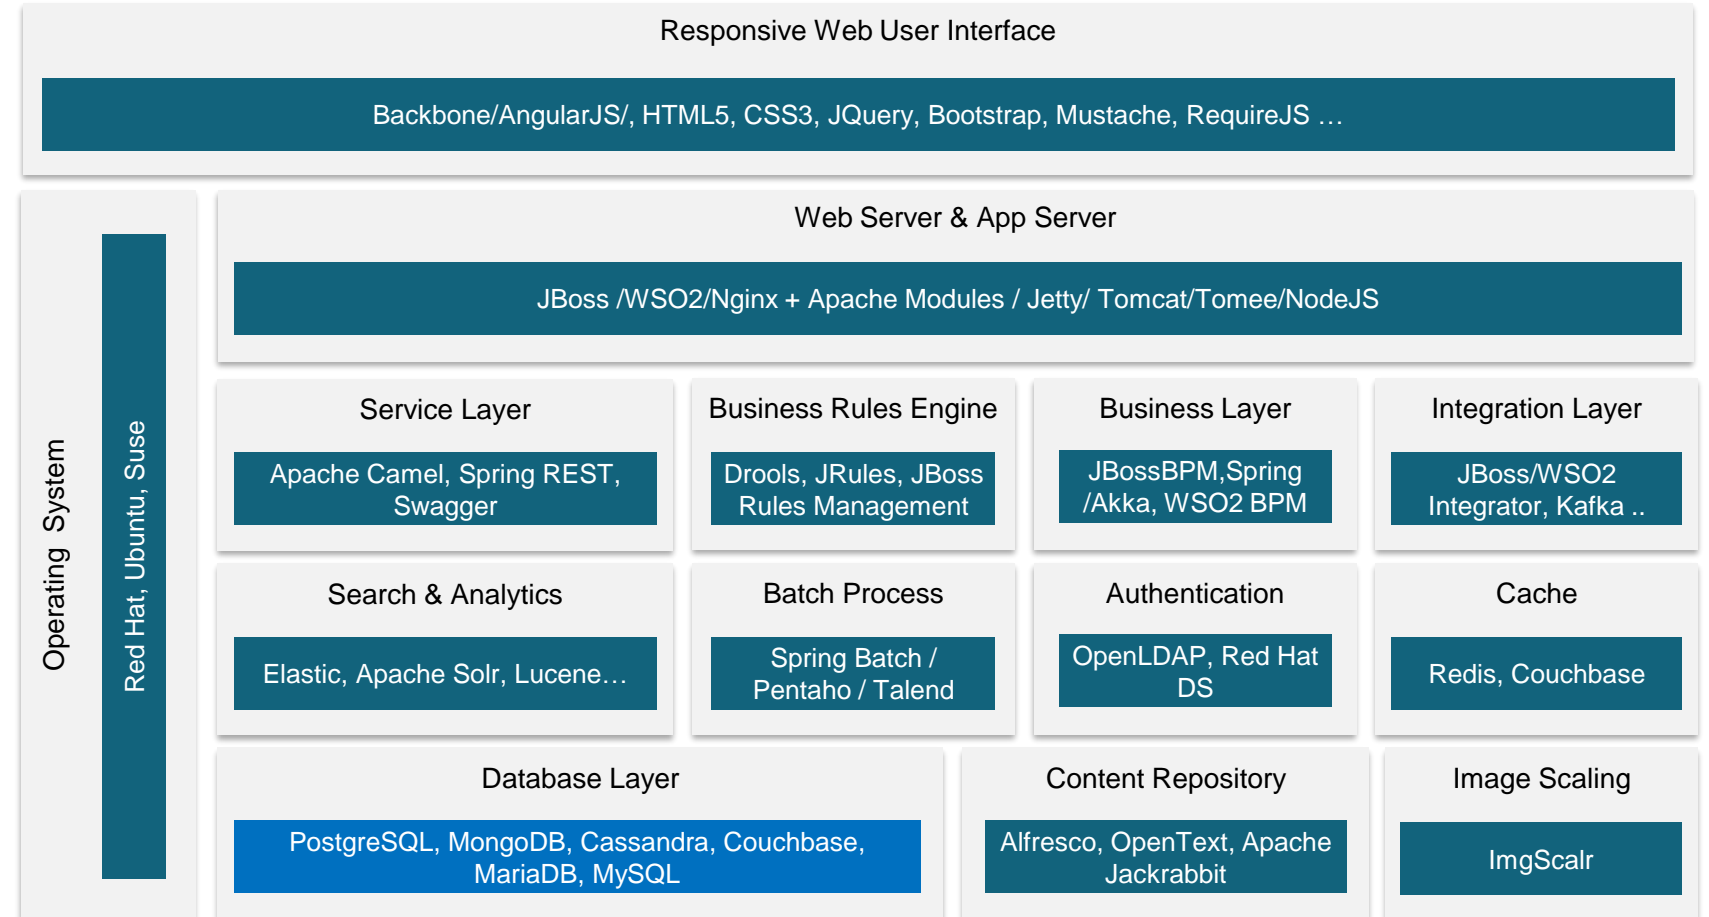 Responsive Web User Interface
Backbone/AngularJS/, HTML5, CSS3, JQuery, Bootstrap, Mustache, RequireJS …
Operating System
Red Hat, Ubuntu, Suse
Web Server & App Server
JBoss /WSO2/Nginx + Apache Modules / Jetty/ Tomcat/Tomee/NodeJS
Service Layer
Apache Camel, Spring REST,
Swagger
Business Rules Engine
Drools, JRules, JBoss
Rules Management
Business Layer
JBossBPM,Spring
/Akka, WSO2 BPM
Integration Layer
JBoss/WSO2
Integrator, Kafka ..
Search & Analytics
Elastic, Apache Solr, Lucene…
Batch Process
Spring Batch /
Pentaho / Talend
Authentication
OpenLDAP, Red Hat
DS
Cache
Redis, Couchbase
Database Layer
PostgreSQL, MongoDB, Cassandra, Couchbase,
MariaDB, MySQL
Content Repository
Alfresco, OpenText, Apache
Jackrabbit
Image Scaling
ImgScalr